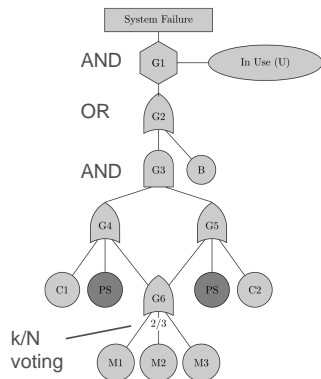 System Failure
AND
G1
In Use (U)
OR
G2
AND
G3
B
G4
G5
C1
PS
G6
PS
C2
2/3
k/N
voting
M1
M2
M3